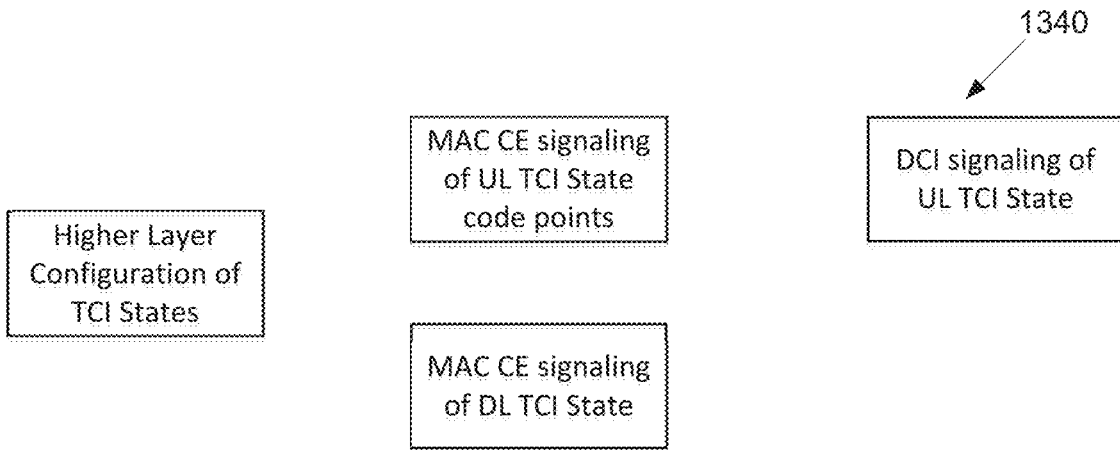 1340
MAC CE signaling
of UL TCI State
code points
DCI signaling of
UL TCI State
Higher Layer
Configuration of
TCI States
MAC CE signaling
of DL TCI State